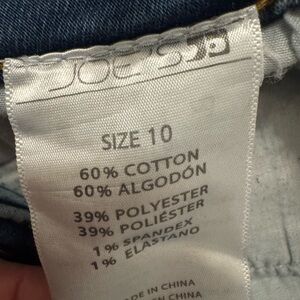 JOE'S
SIZE 10
60% COTTON
60% ALGODÓN
39% POLYESTER
39% POLIÉSTER
1% SPANDEX
1% ELASTANO
IN CHINA
CHINA